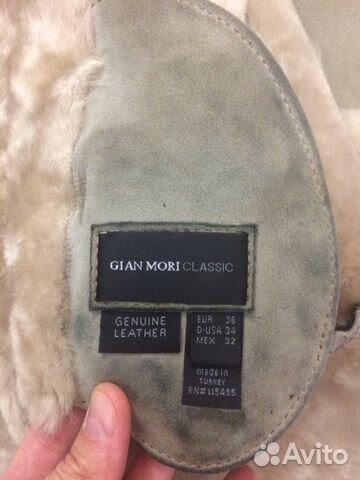 GIAN MORI CLASSIC
GENUINE
LEATHER
EUR 36
D-USA 34
MEX 32
made in
TURKEY
RN#115455
Avito